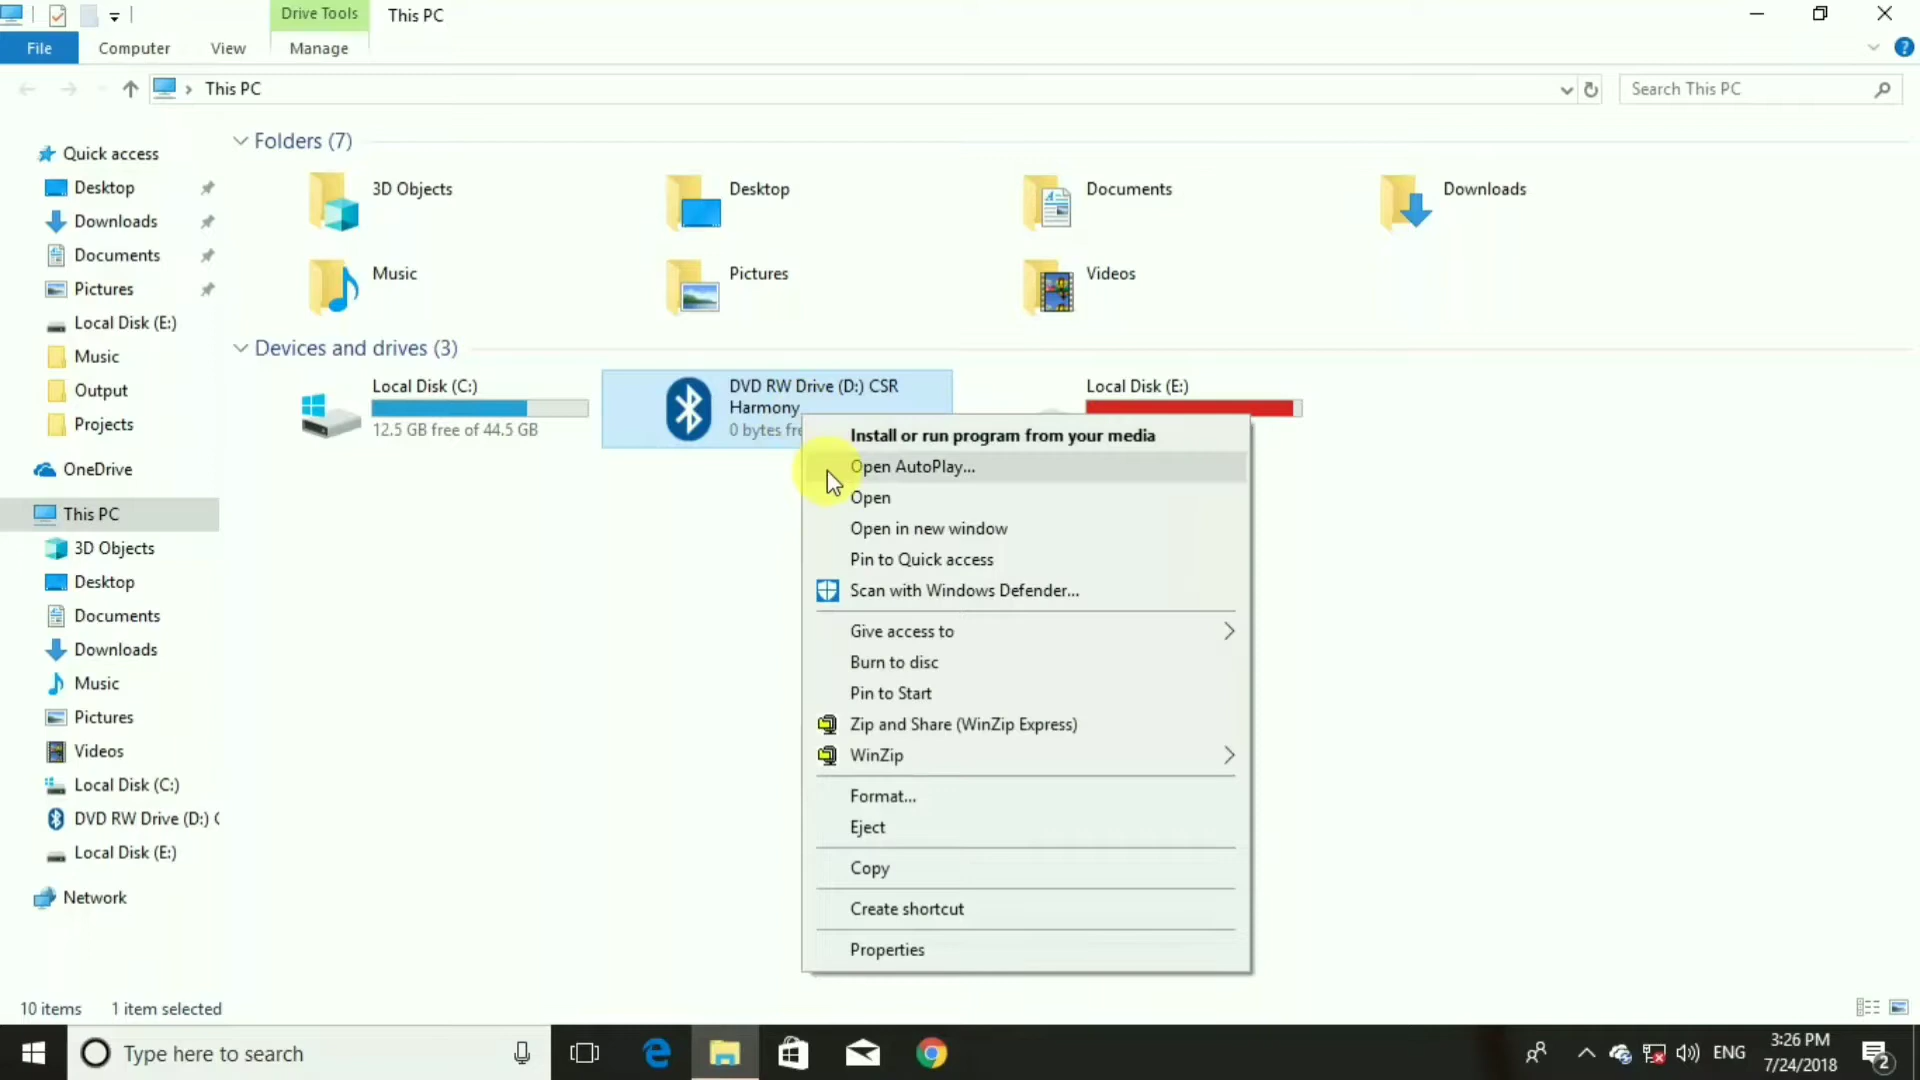 Drive Tools
This PC
File
Computer
View
Manage
This PC
Search This PC
Quick access
Desktop
Downloads
Documents
Pictures
Local Disk (E:)
Music
Output
Projects
OneDrive
This PC
3D Objects
Desktop
Documents
Downloads
Music
Pictures
Videos
Local Disk (C:)
DVD RW Drive (D:) C
Local Disk (E:)
Network
Folders (7)
3D Objects
Desktop
Documents
Downloads
Music
Pictures
Videos
Devices and drives (3)
Local Disk (C:)
12.5 GB free of 44.5 GB
DVD RW Drive (D:) CSR
Harmony
0 bytes fre
Local Disk (E:)
Install or run program from your media
Open AutoPlay...
Open
Open in new window
Pin to Quick access
Scan with Windows Defender...
Give access to
Burn to disc
Pin to Start
Zip and Share (WinZip Express)
WinZip
Format...
Eject
Copy
Create shortcut
Properties
10 items
1 item selected
Type here to search
ENG
3:26 PM
7/24/2018
2